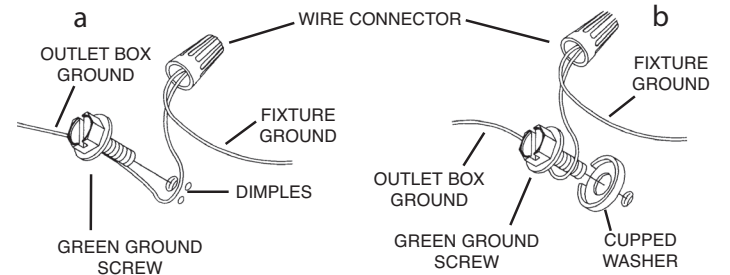 a
WIRE CONNECTOR
b
OUTLET BOX
GROUND
FIXTURE
GROUND
DIMPLES
GREEN GROUND
SCREW
FIXTURE
GROUND
OUTLET BOX
GROUND
GREEN GROUND
SCREW
CUPPED
WASHER